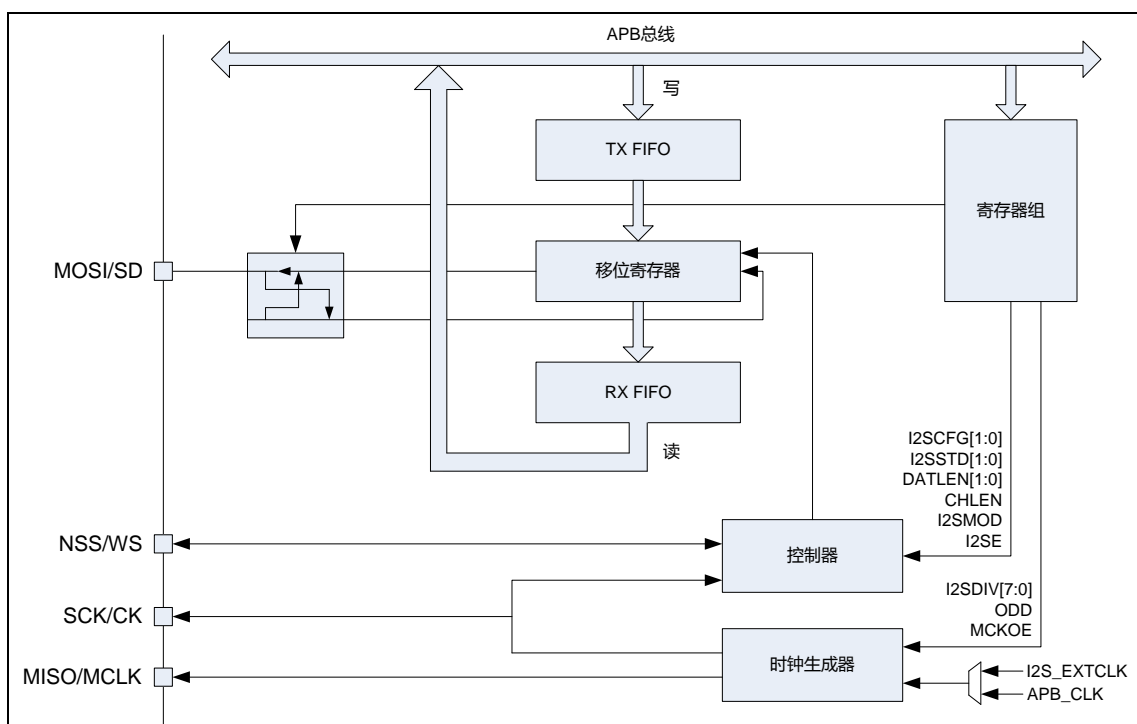 APB总线
写
TX FIFO
寄存器组
MOSI/SD
移位寄存器
RX FIFO
读
I2SCFG[1:0]
I2SSTD[1:0]
DATLEN[1:0]
CHLEN
I2SMOD
I2SE
NSS/WS
控制器
I2SDIV[7:0]
ODD
MCKOE
SCK/CK
时钟生成器
MISO/MCLK
I2S_EXTCLK
APB_CLK